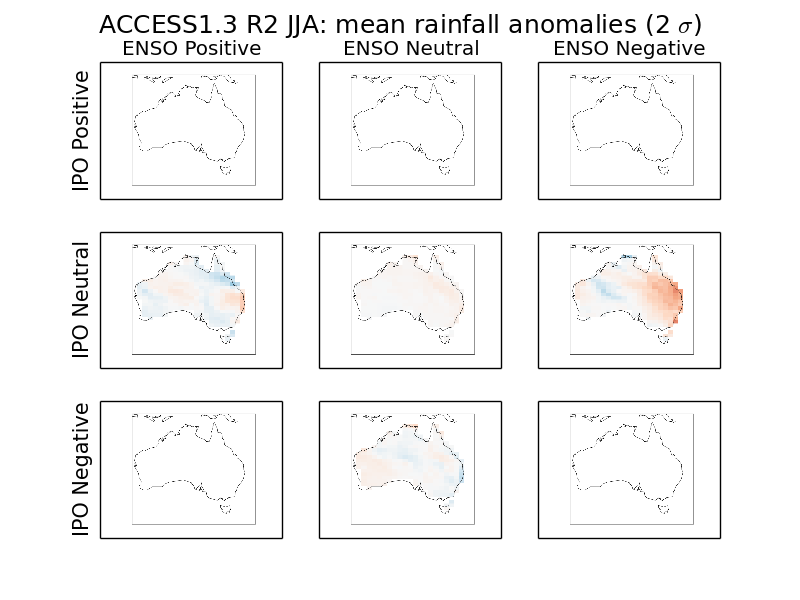 ACCESS1.3 R2 JJA: mean rainfall anomalies (2 σ)
ENSO Positive
ENSO Neutral
ENSO Negative
IPO Positive
IPO Neutral
IPO Negative